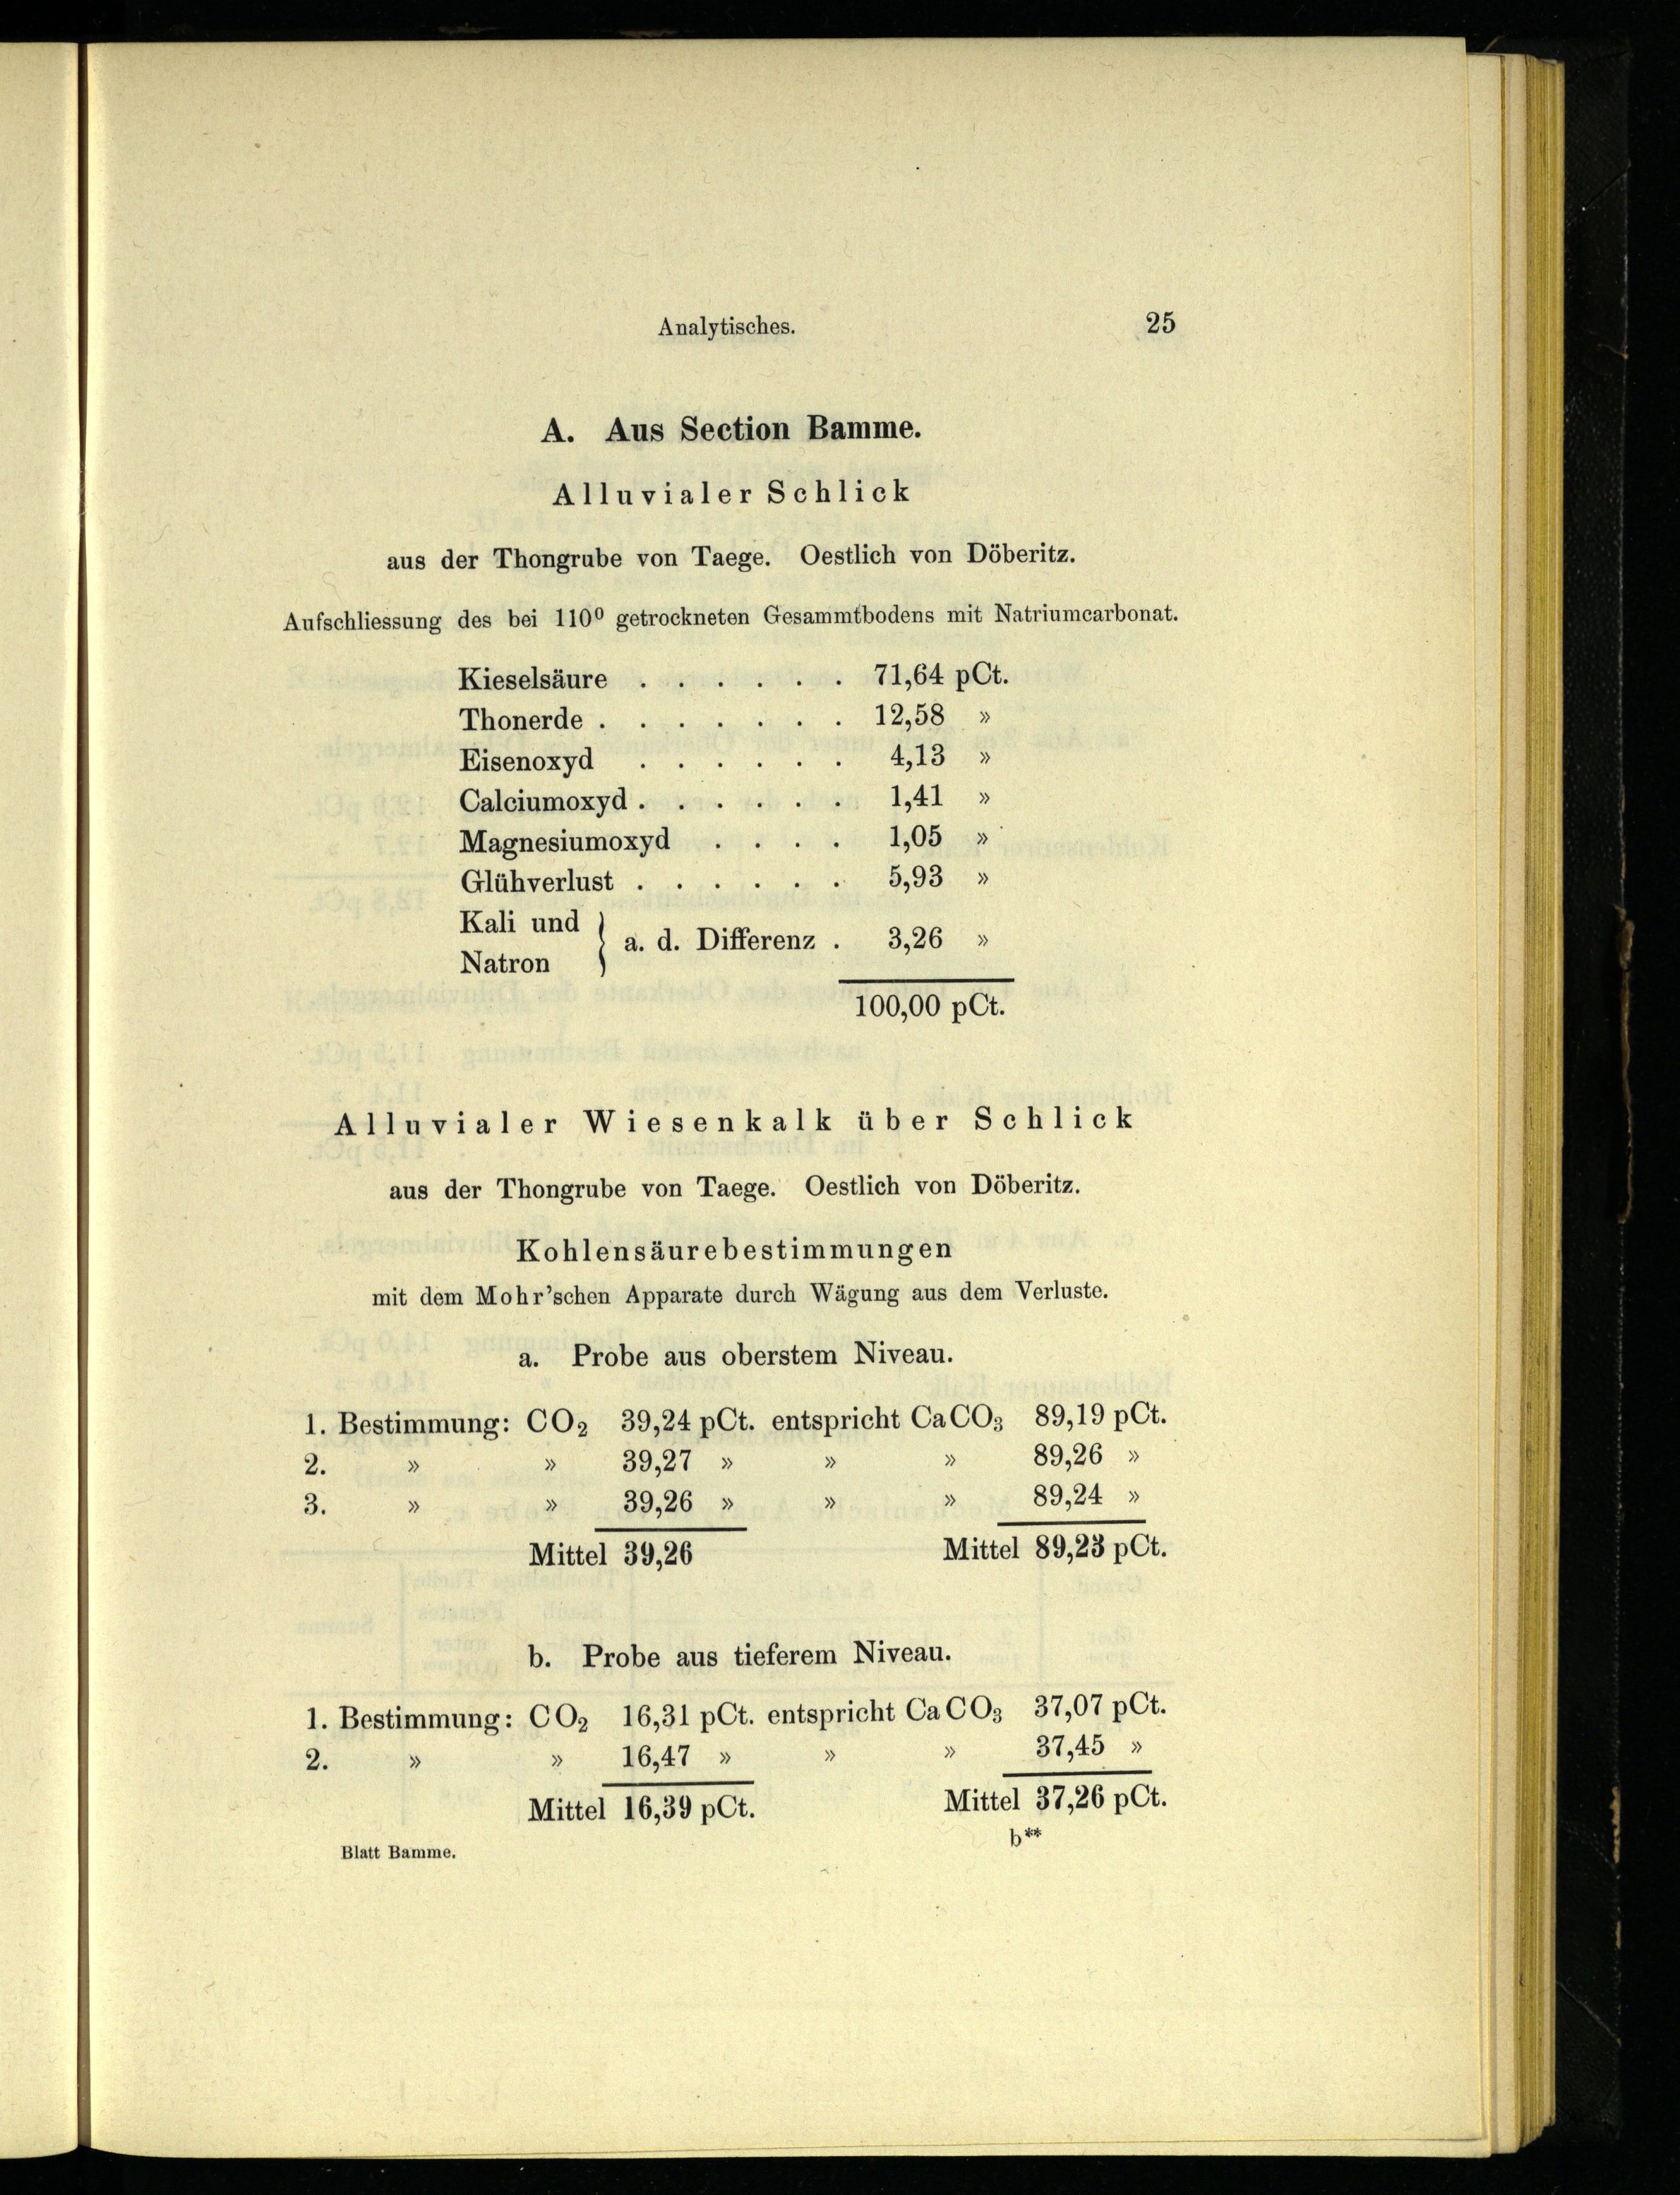 Analytisches. 25
A. Aus Section Bamme.
Alluvialer Schlick
aus der Thongrube von Taege. Oestlich von Döberitz.
Aufschliessung des bei 110⁰ getrockneten Gesammtbodens mit Natriumcarbonat.
Kieselsäure . . . . . . 71,64 pCt.
Thonerde . . . . . . . 12,58 »
Eisenoxyd . . . . . . 4,13 »
Calciumoxyd . . . . . . 1,41 »
Magnesiumoxyd . . . . 1,05 »
Glühverlust . . . . . . 5,93 »
Kali und
Natron } a. d. Differenz . 3,26 »
100,00 pCt.
Alluvialer Wiesenkalk über Schlick
aus der Thongrube von Taege. Oestlich von Döberitz.
Kohlensäurebestimmungen
mit dem Mohr'schen Apparate durch Wägung aus dem Verluste.
a. Probe aus oberstem Niveau.
1. Bestimmung: CO₂ 39,24 pCt. entspricht CaCO₃ 89,19 pCt.
2. » » 39,27 » » » 89,26 »
3. » » 39,26 » » » 89,24 »
Mittel 39,26 Mittel 89,23 pCt.
b. Probe aus tieferem Niveau.
1. Bestimmung: CO₂ 16,31 pCt. entspricht CaCO₃ 37,07 pCt.
2. » » 16,47 » » » 37,45 »
Mittel 16,39 pCt. Mittel 37,26 pCt.
Blatt Bamme. b**